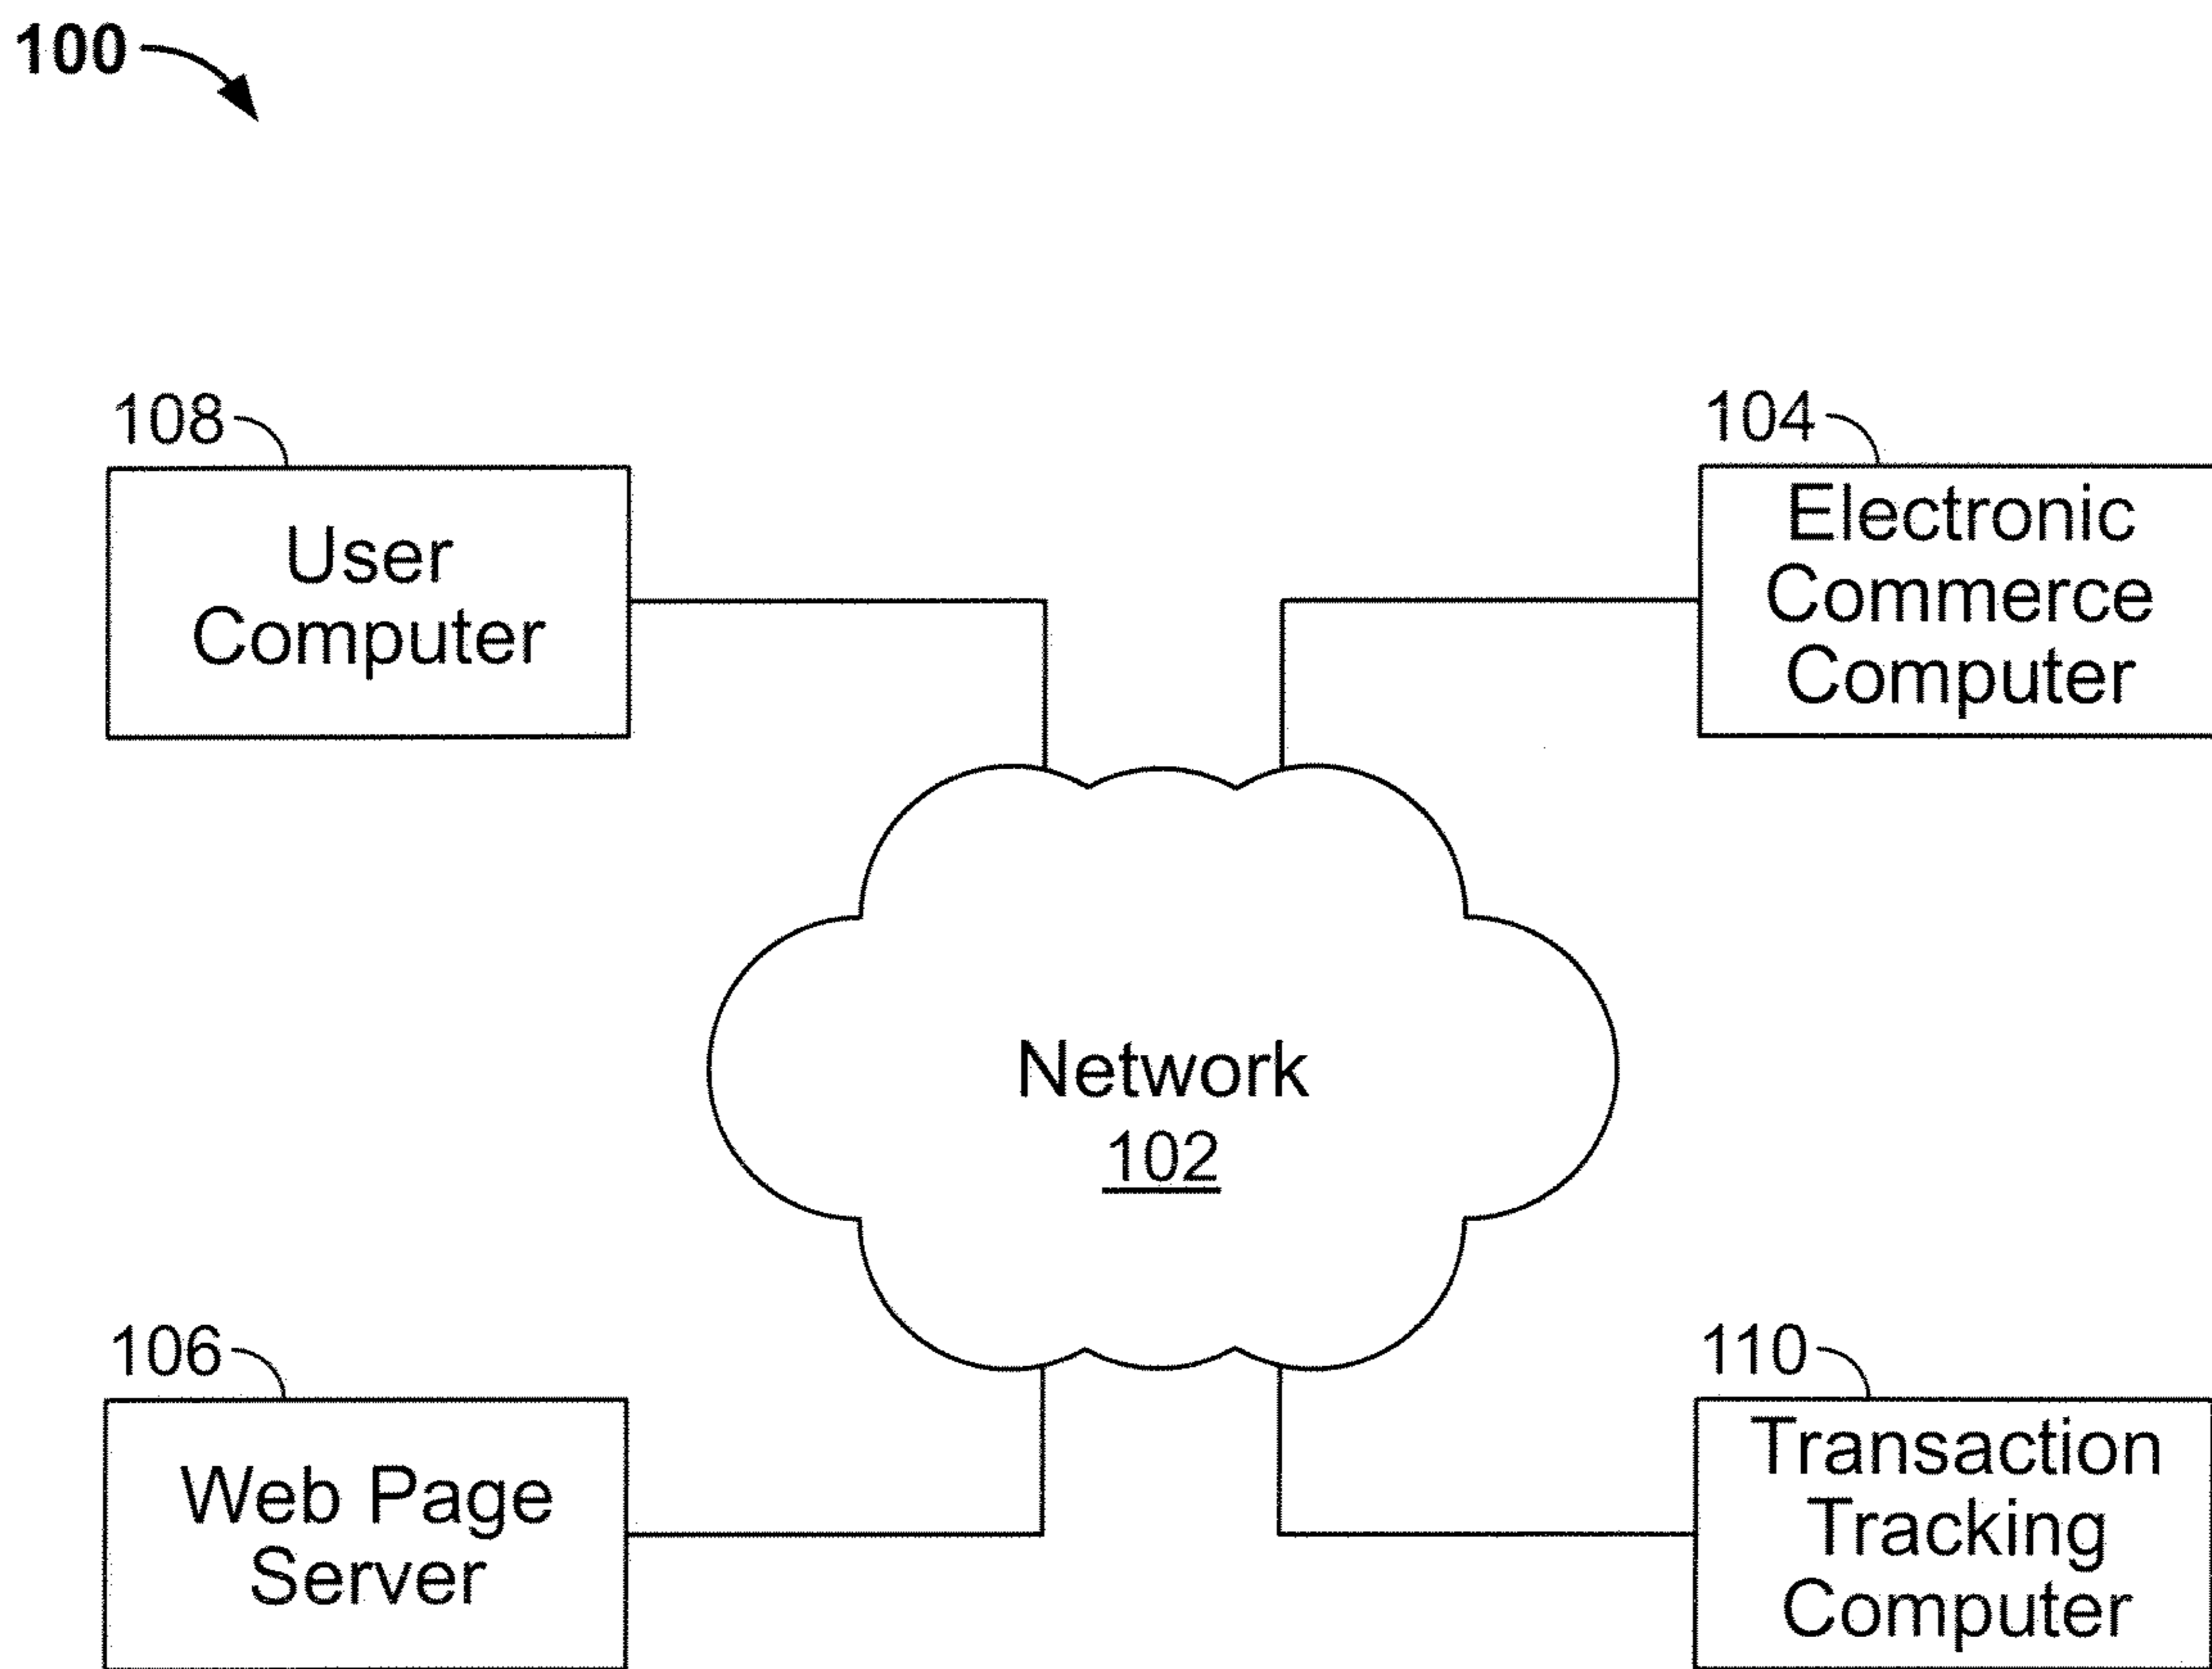 100
108
User
Computer
104
Electronic
Commerce
Computer
Network
102
106
Web Page
Server
110
Transaction
Tracking
Computer